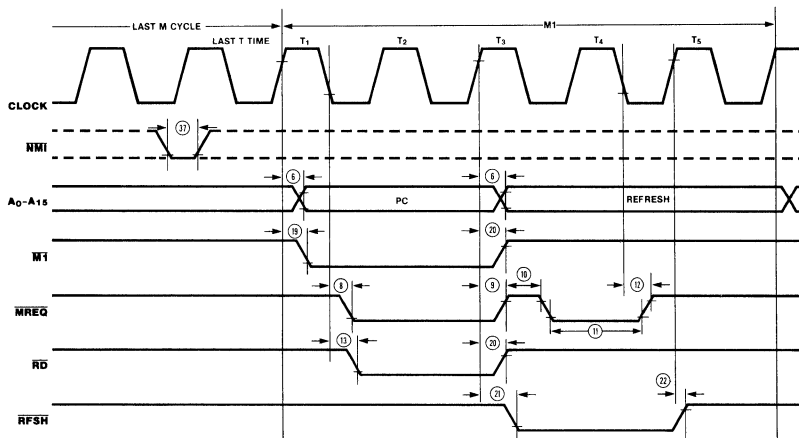 LAST M CYCLE M1
LAST T TIME T1 T2 T3 T4 T5
CLOCK
37
NMI
6 6
A0-A15 PC REFRESH
19 20
M1
8 9 10 12
MREQ 11
13 20
RD
21 22
RFSH